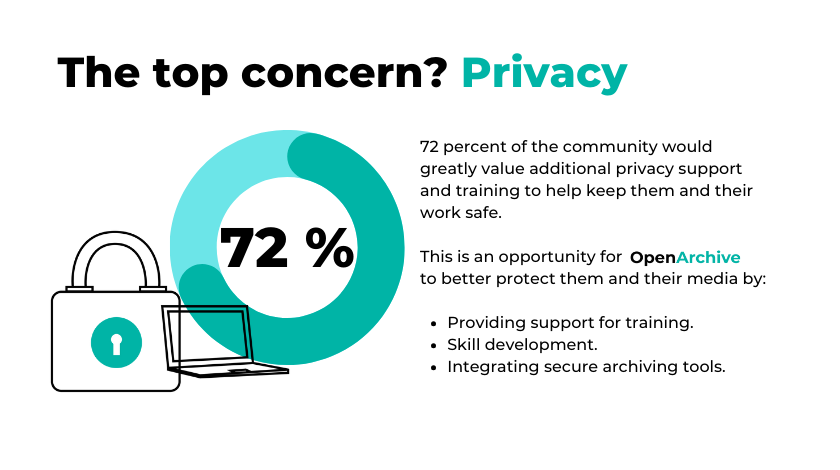 The top concern? Privacy
72 %
72 percent of the community would
greatly value additional privacy support
and training to help keep them and their
work safe.
This is an opportunity for OpenArchive
to better protect them and their media by:
• Providing support for training.
• Skill development.
• Integrating secure archiving tools.